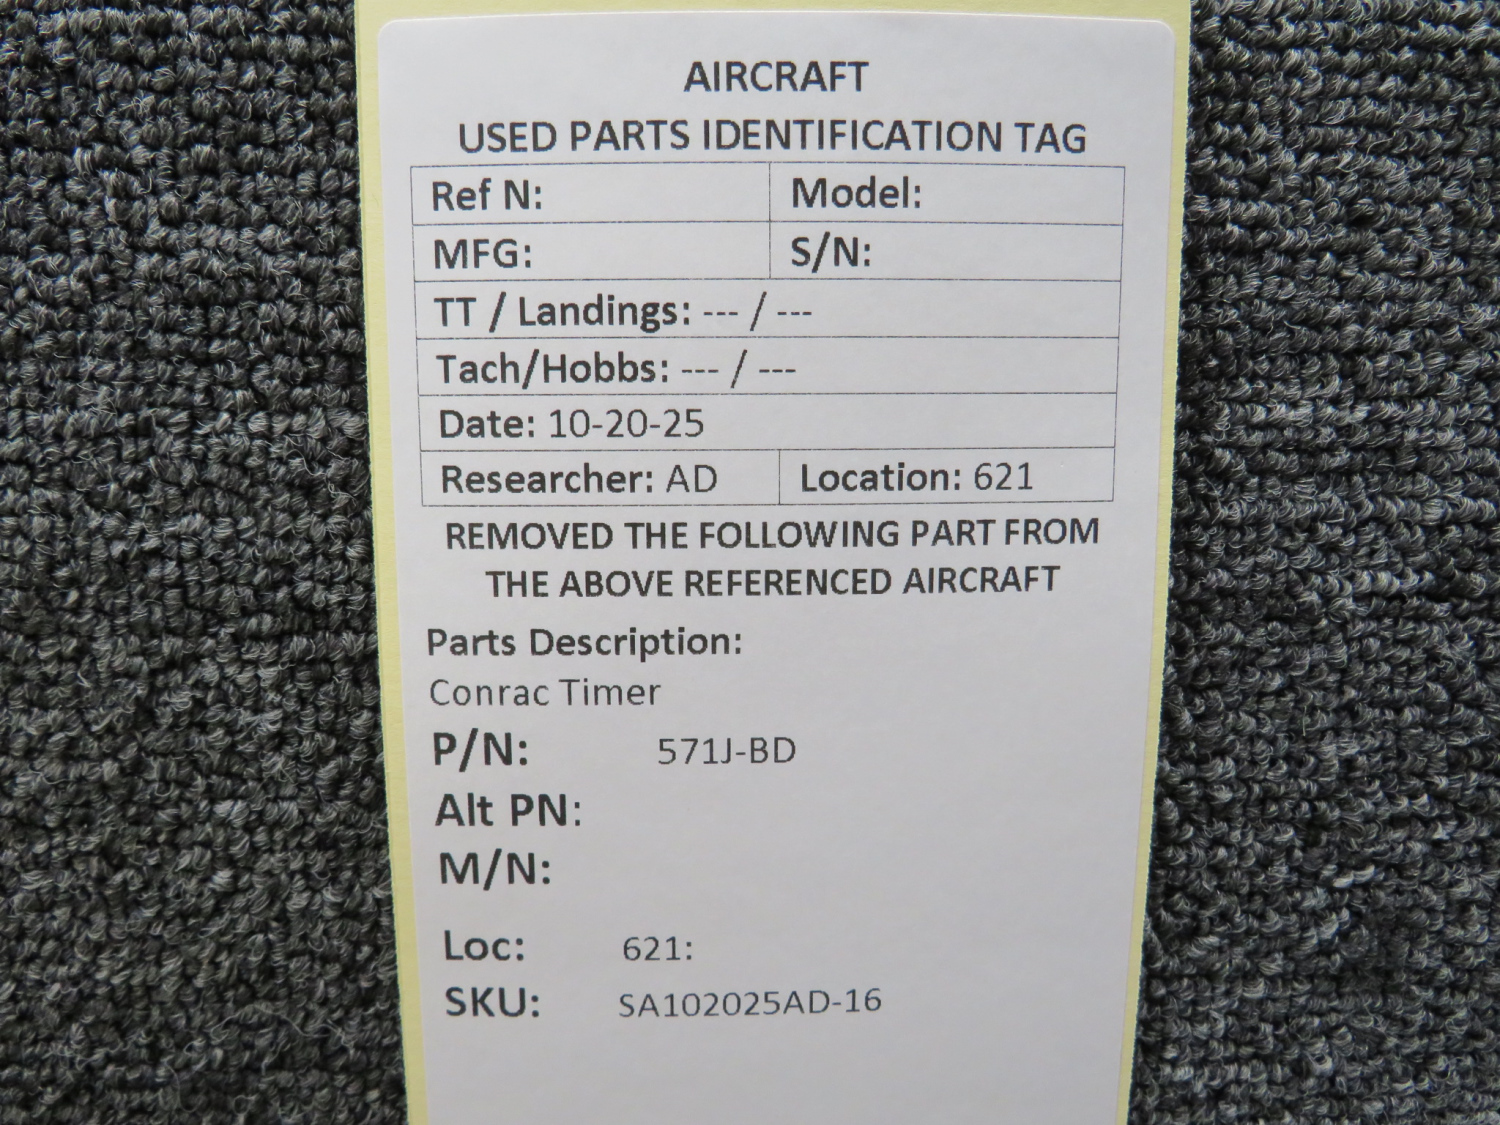 AIRCRAFT
USED PARTS IDENTIFICATION TAG
Ref N: Model:
MFG: S/N:
TT / Landings: --- / ---
Tach/Hobbs: --- / ---
Date: 10-20-25
Researcher: AD Location: 621
REMOVED THE FOLLOWING PART FROM
THE ABOVE REFERENCED AIRCRAFT
Parts Description:
Conrac Timer
P/N: 571J-BD
Alt PN:
M/N:
Loc: 621:
SKU: SA102025AD-16